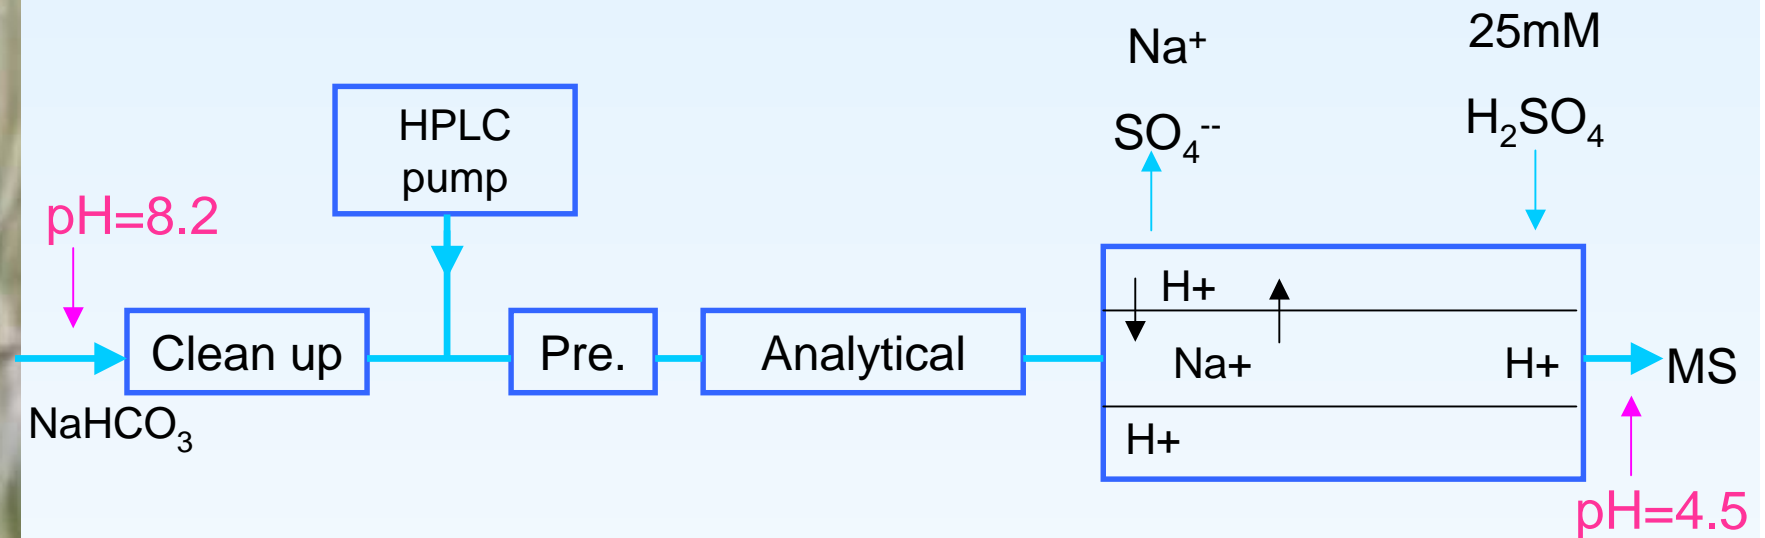 Na⁺
25mM
SO₄⁻⁻
H₂SO₄
HPLC
pump
pH=8.2
H+
Clean up
Pre.
Analytical
Na+
H+
MS
NaHCO₃
H+
pH=4.5